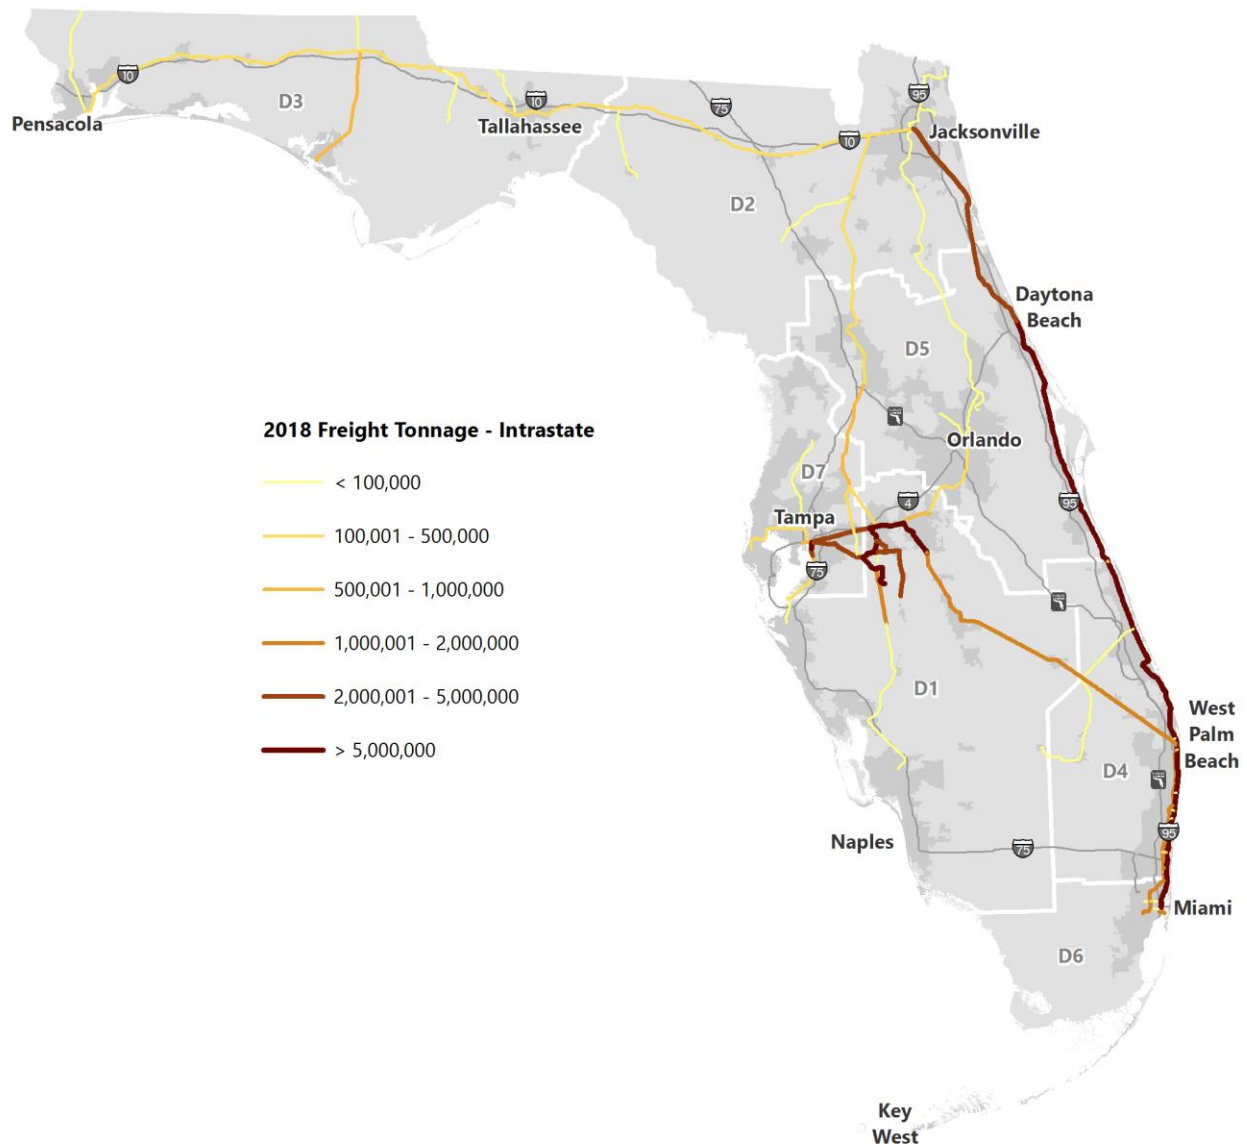 10
D3
Pensacola
10
Tallahassee
75
95
Jacksonville
10
D2
Daytona
Beach
D5
2018 Freight Tonnage - Intrastate
< 100,000
100,001 - 500,000
500,001 - 1,000,000
1,000,001 - 2,000,000
2,000,001 - 5,000,000
> 5,000,000
Orlando
D7
4
95
Tampa
75
D1
West
Palm
Beach
D4
95
Naples
75
Miami
D6
Key
West